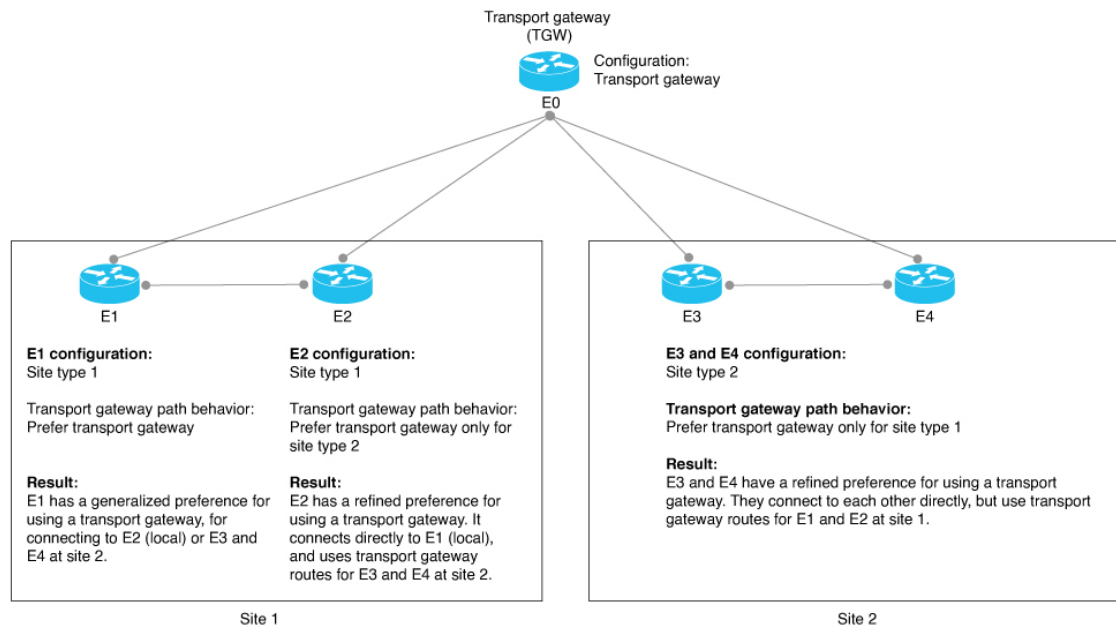 Transport gateway
(TGW)
Configuration:
Transport gateway
E0
E1
E2
E3
E4
E1 configuration:
Site type 1
Transport gateway path behavior:
Prefer transport gateway
Result:
E1 has a generalized preference for
using a transport gateway, for
connecting to E2 (local) or E3 and
E4 at site 2.
E2 configuration:
Site type 1
Transport gateway path behavior:
Prefer transport gateway only for
site type 2
Result:
E2 has a refined preference for
using a transport gateway. It
connects directly to E1 (local),
and uses transport gateway
routes for E3 and E4 at site 2.
E3 and E4 configuration:
Site type 2
Transport gateway path behavior:
Prefer transport gateway only for site type 1
Result:
E3 and E4 have a refined preference for using a transport
gateway. They connect to each other directly, but use transport
gateway routes for E1 and E2 at site 1.
Site 1
Site 2